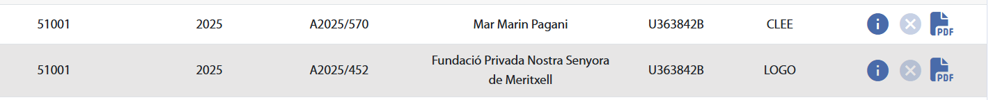 51001 2025 A2025/570 Mar Marin Pagani U363842B CLEE i PDF
51001 2025 A2025/452 Fundació Privada Nostra Senyora de Meritxell U363842B LOGO i PDF